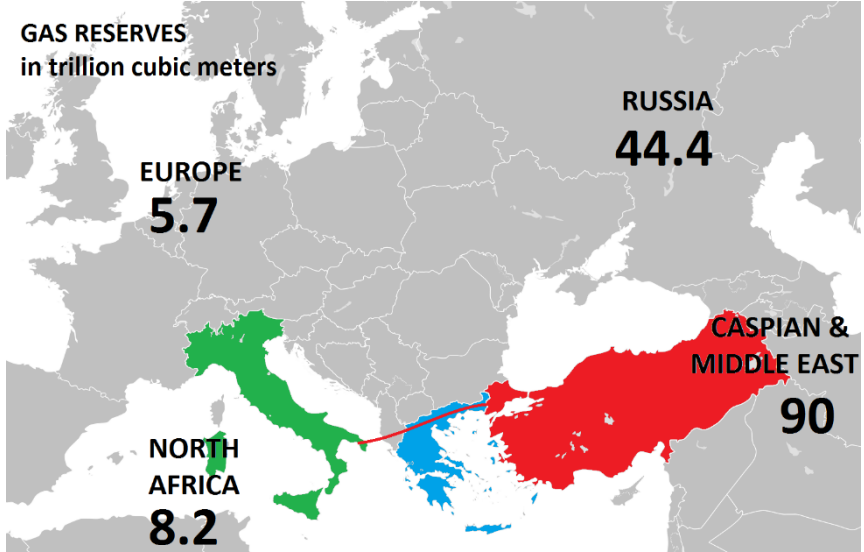 GAS RESERVES
in trillion cubic meters
RUSSIA
44.4
EUROPE
5.7
CASPIAN &
MIDDLE EAST
90
NORTH
AFRICA
8.2